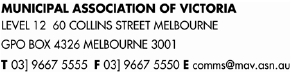 MUNICIPAL ASSOCIATION OF VICTORIA
LEVEL 12 60 COLLINS STREET MELBOURNE
GPO BOX 4326 MELBOURNE 3001
T 03] 9667 5555 F 03] 9667 5550 E comms@mav.asn.au